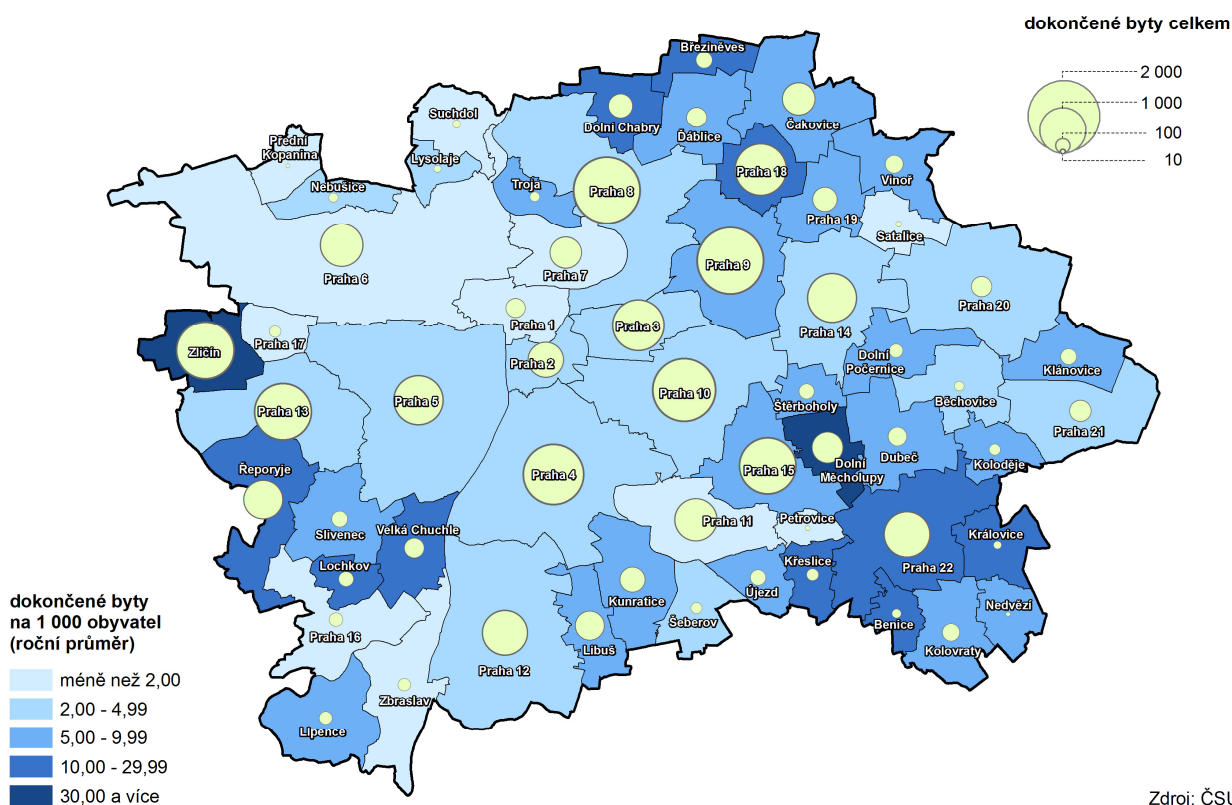 dokončené byty celkem
2 000
1 000
100
10
Březiněves
Dolní Chabry
Ďáblice
Čakovice
Suchdol
Přední
Kopanina
Lysolaje
Nebušice
Troja
Praha 8
Praha 18
Vinoř
Praha 19
Satalice
Praha 6
Praha 7
Praha 9
Praha 20
Praha 1
Praha 3
Praha 14
Praha 17
Zličín
Praha 2
Dolní
Počernice
Klánovice
Praha 13
Praha 5
Praha 10
Štěrboholy
Běchovice
Praha 21
Řeporyje
Praha 4
Praha 15
Dolní
Měcholupy
Dubeč
Koloděje
Slivenec
Velká Chuchle
Praha 11
Petrovice
Královice
Lochkov
Křeslice
Praha 22
Kunratice
Újezd
Nedvězí
Praha 16
Šeberov
Benice
Libuš
Kolovraty
Praha 12
Zbraslav
Lipence
dokončené byty
na 1 000 obyvatel
(roční průměr)
méně než 2,00
2,00 - 4,99
5,00 - 9,99
10,00 - 29,99
30,00 a více
Zdroj: ČSÚ